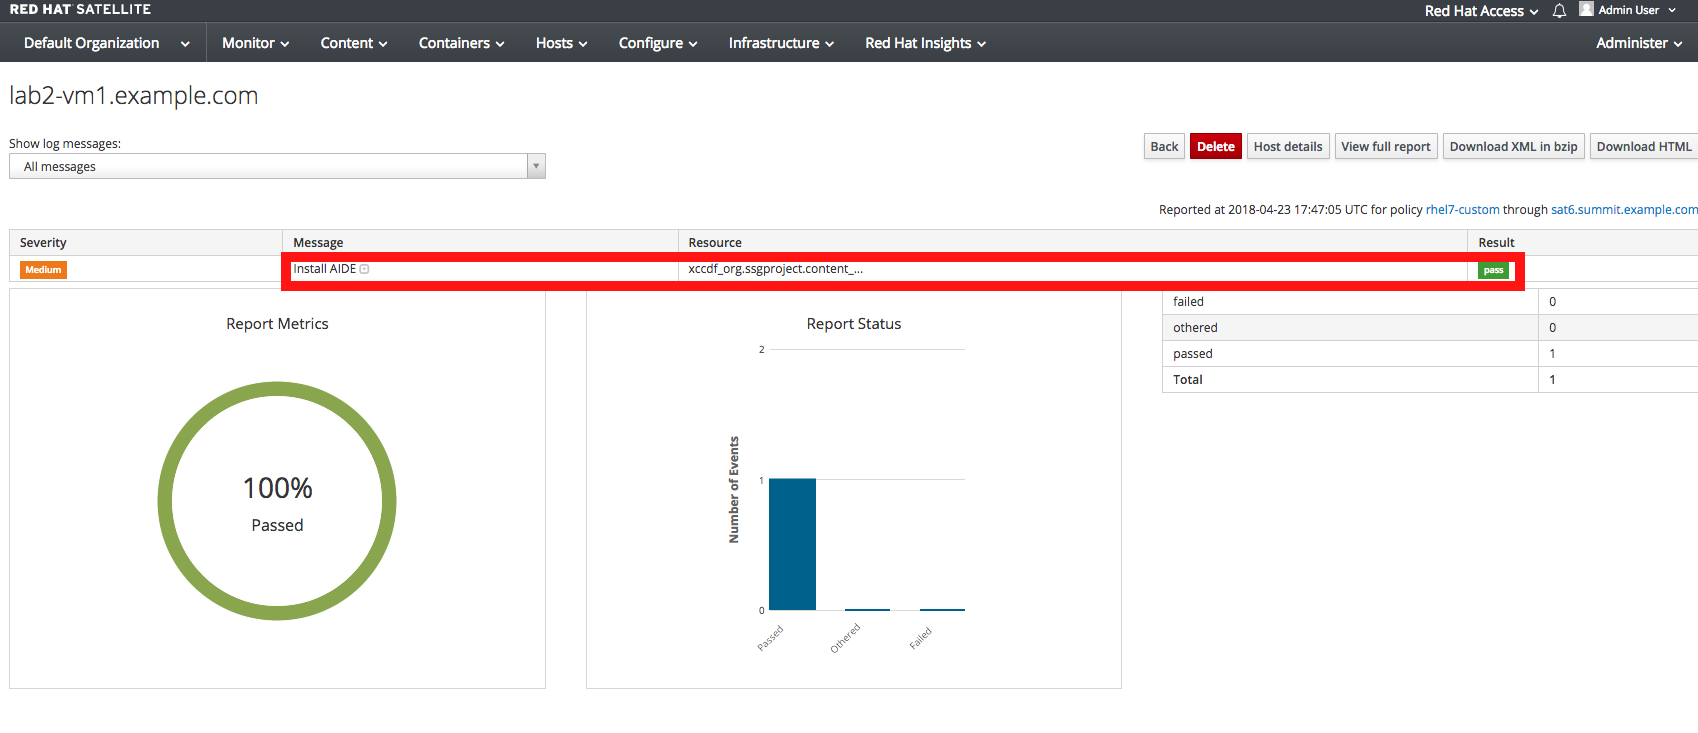 RED HAT SATELLITE
Red Hat Access Admin User
Default Organization Monitor Content Containers Hosts Configure Infrastructure Red Hat Insights Administer
lab2-vm1.example.com
Show log messages:
All messages
Back Delete Host details View full report Download XML in bzip Download HTML
Reported at 2018-04-23 17:47:05 UTC for policy rhel7-custom through sat6.summit.example.com
Severity Message Resource Result
Medium Install AIDE xccdf_org.ssgproject.content_... pass
Report Metrics
100%
Passed
Report Status
Number of Events
2
1
0
Passed Othered Failed
failed 0
othered 0
passed 1
Total 1